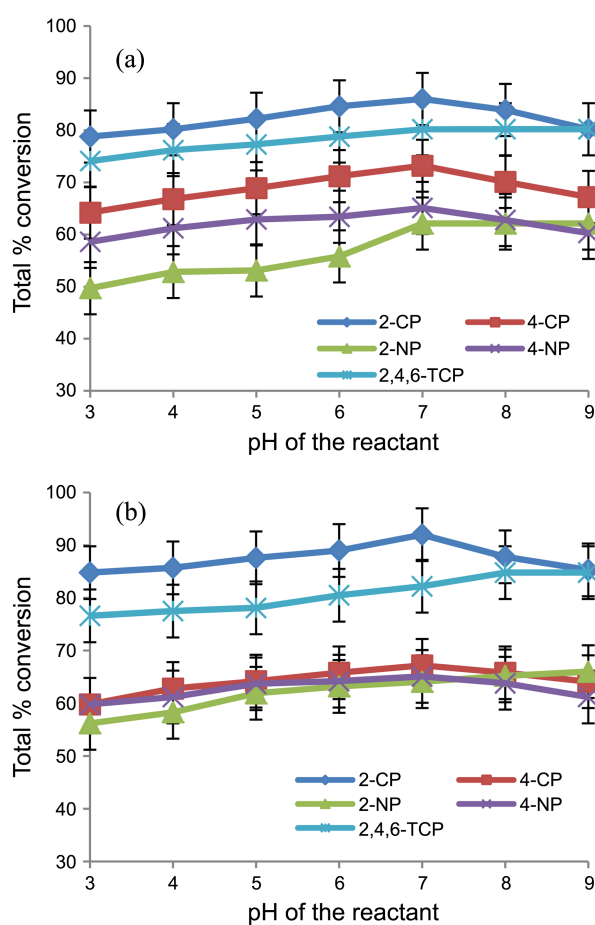 (a)
Total % conversion
100
90
80
70
60
50
40
30
2-CP 4-CP
2-NP 4-NP
2,4,6-TCP
3 4 5 6 7 8 9
pH of the reactant
(b)
Total % conversion
100
90
80
70
60
50
40
30
2-CP 4-CP
2-NP 4-NP
2,4,6-TCP
3 4 5 6 7 8 9
pH of the reactant